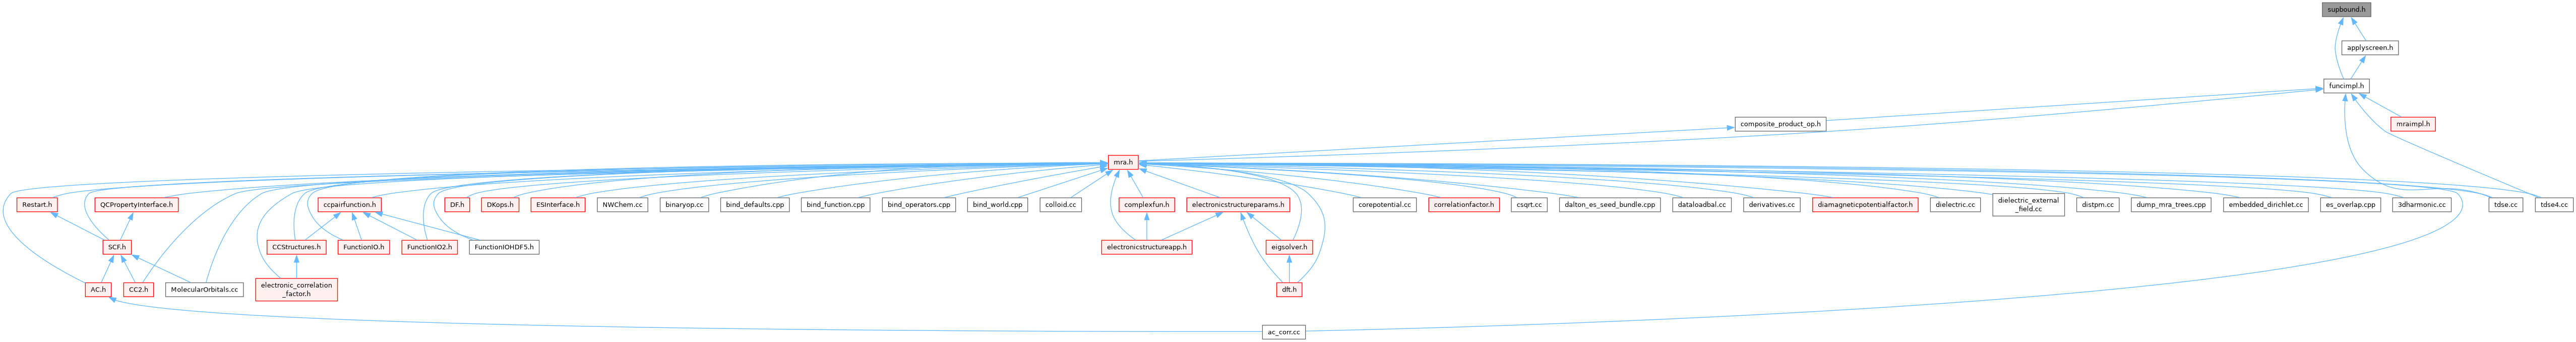 supbound.h
applyscreen.h
funcimpl.h
composite_product_op.h
mraimpl.h
mra.h
Restart.h
QCPropertyInterface.h
ccpairfunction.h
DF.h
DKops.h
ESInterface.h
NWChem.cc
binaryop.cc
bind_defaults.cpp
bind_function.cpp
bind_operators.cpp
bind_world.cpp
colloid.cc
complexfun.h
electronicstructureparams.h
corepotential.cc
correlationfactor.h
csqrt.cc
dalton_es_seed_bundle.cpp
dataloadbal.cc
derivatives.cc
diamagneticpotentialfactor.h
dielectric.cc
dielectric_external
_field.cc
distpm.cc
dump_mra_trees.cpp
embedded_dirichlet.cc
es_overlap.cpp
3dharmonic.cc
tdse.cc
tdse4.cc
SCF.h
CCStructures.h
FunctionIO.h
FunctionIO2.h
FunctionIOHDF5.h
electronicstructureapp.h
eigsolver.h
AC.h
CC2.h
MolecularOrbitals.cc
electronic_correlation
_factor.h
dft.h
ac_corr.cc